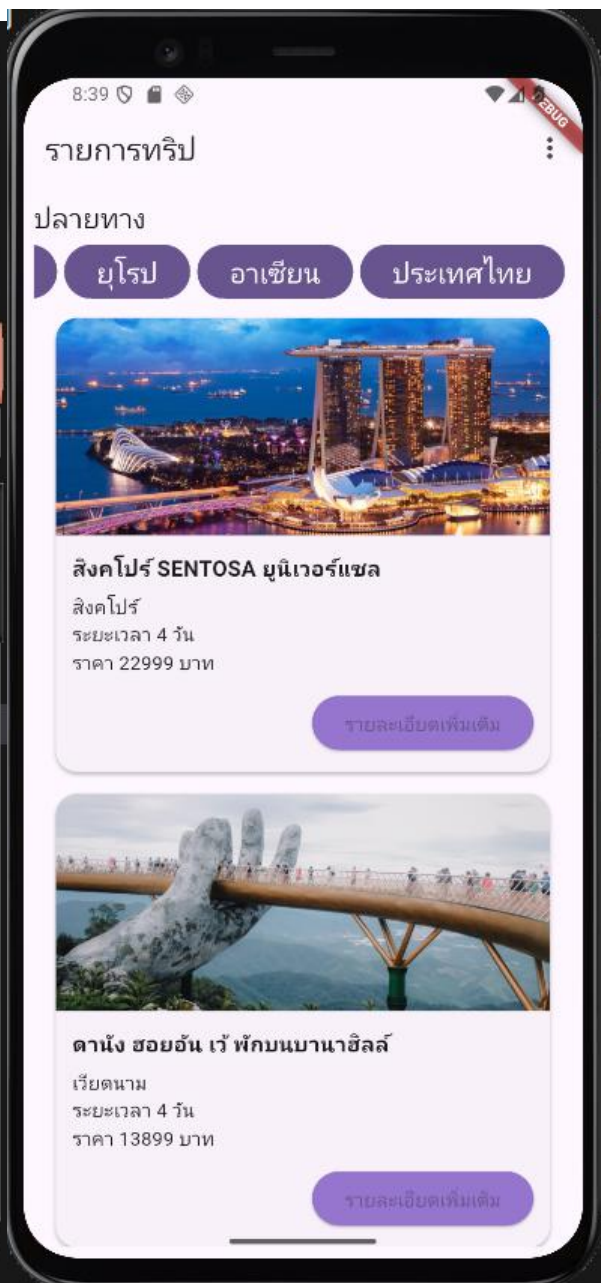 8:39
DEBUG
รายการทริป
ปลายทาง
ยุโรป อาเซียน ประเทศไทย
สิงคโปร์ SENTOSA ยูนิเวอร์แซล
สิงคโปร์
ระยะเวลา 4 วัน
ราคา 22999 บาท
รายละเอียดเพิ่มเติม
ดานัง ฮอยอัน เว้ พักบนบานาฮิลล์
เวียดนาม
ระยะเวลา 4 วัน
ราคา 13899 บาท
รายละเอียดเพิ่มเติม